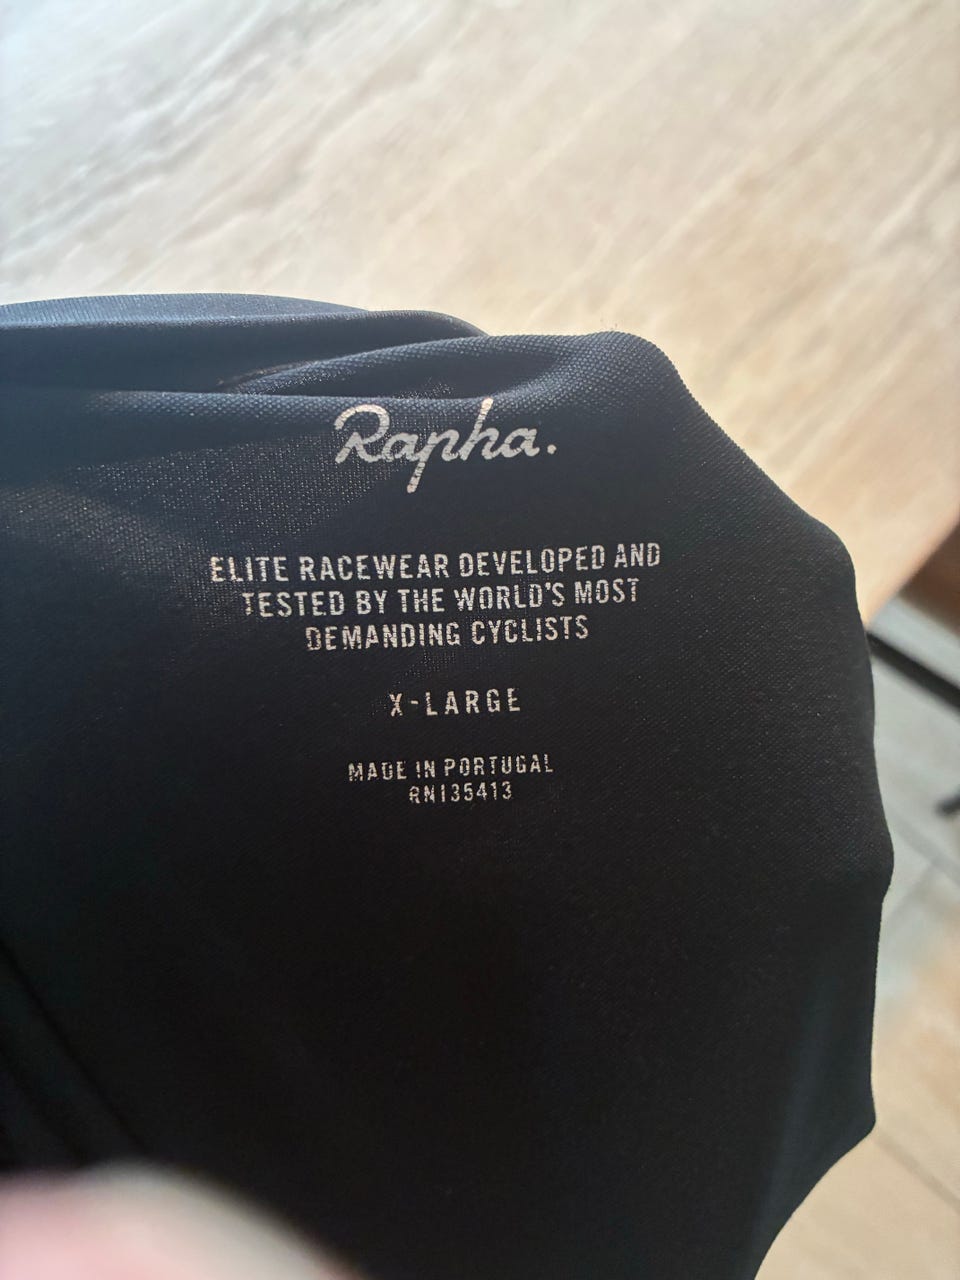 Rapha.
ELITE RACEWEAR DEVELOPED AND
TESTED BY THE WORLD'S MOST
DEMANDING CYCLISTS
X-LARGE
MADE IN PORTUGAL
RN135413